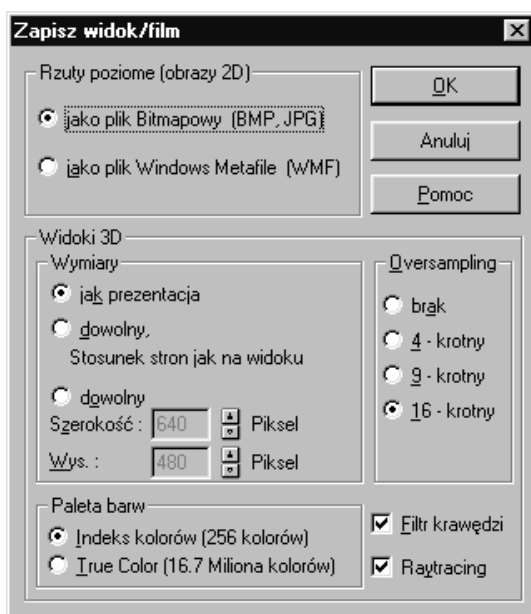 Zapisz widok/film
Rzuty poziome (obrazy 2D)
jako plik Bitmapowy (BMP, JPG)
jako plik Windows Metafile (WMF)
OK
Anuluj
Pomoc
Widoki 3D
Wymiary
jak prezentacja
dowolny,
Stosunek stron jak na widoku
dowolny
Szerokość : 640 Piksel
Wys. : 480 Piksel
Oversampling
brak
4 - krotny
9 - krotny
16 - krotny
Paleta barw
Indeks kolorów (256 kolorów)
True Color (16.7 Miliona kolorów)
Filtr krawędzi
Raytracing